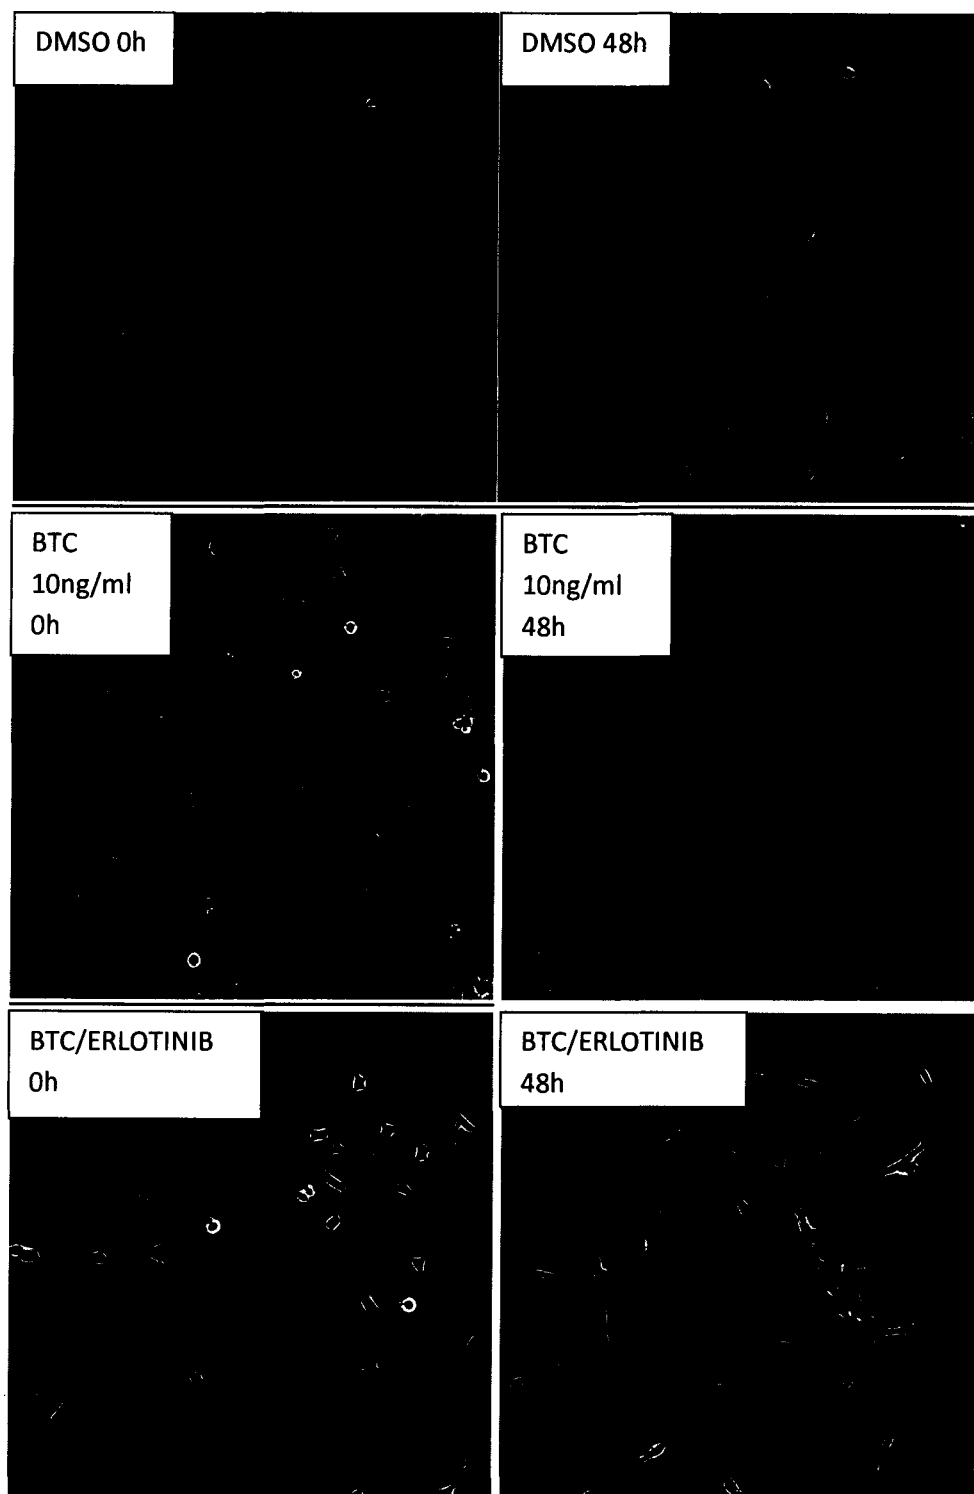 DMSO 0h
DMSO 48h
BTC
10ng/ml
0h
BTC
10ng/ml
48h
BTC/ERLOTINIB
0h
BTC/ERLOTINIB
48h